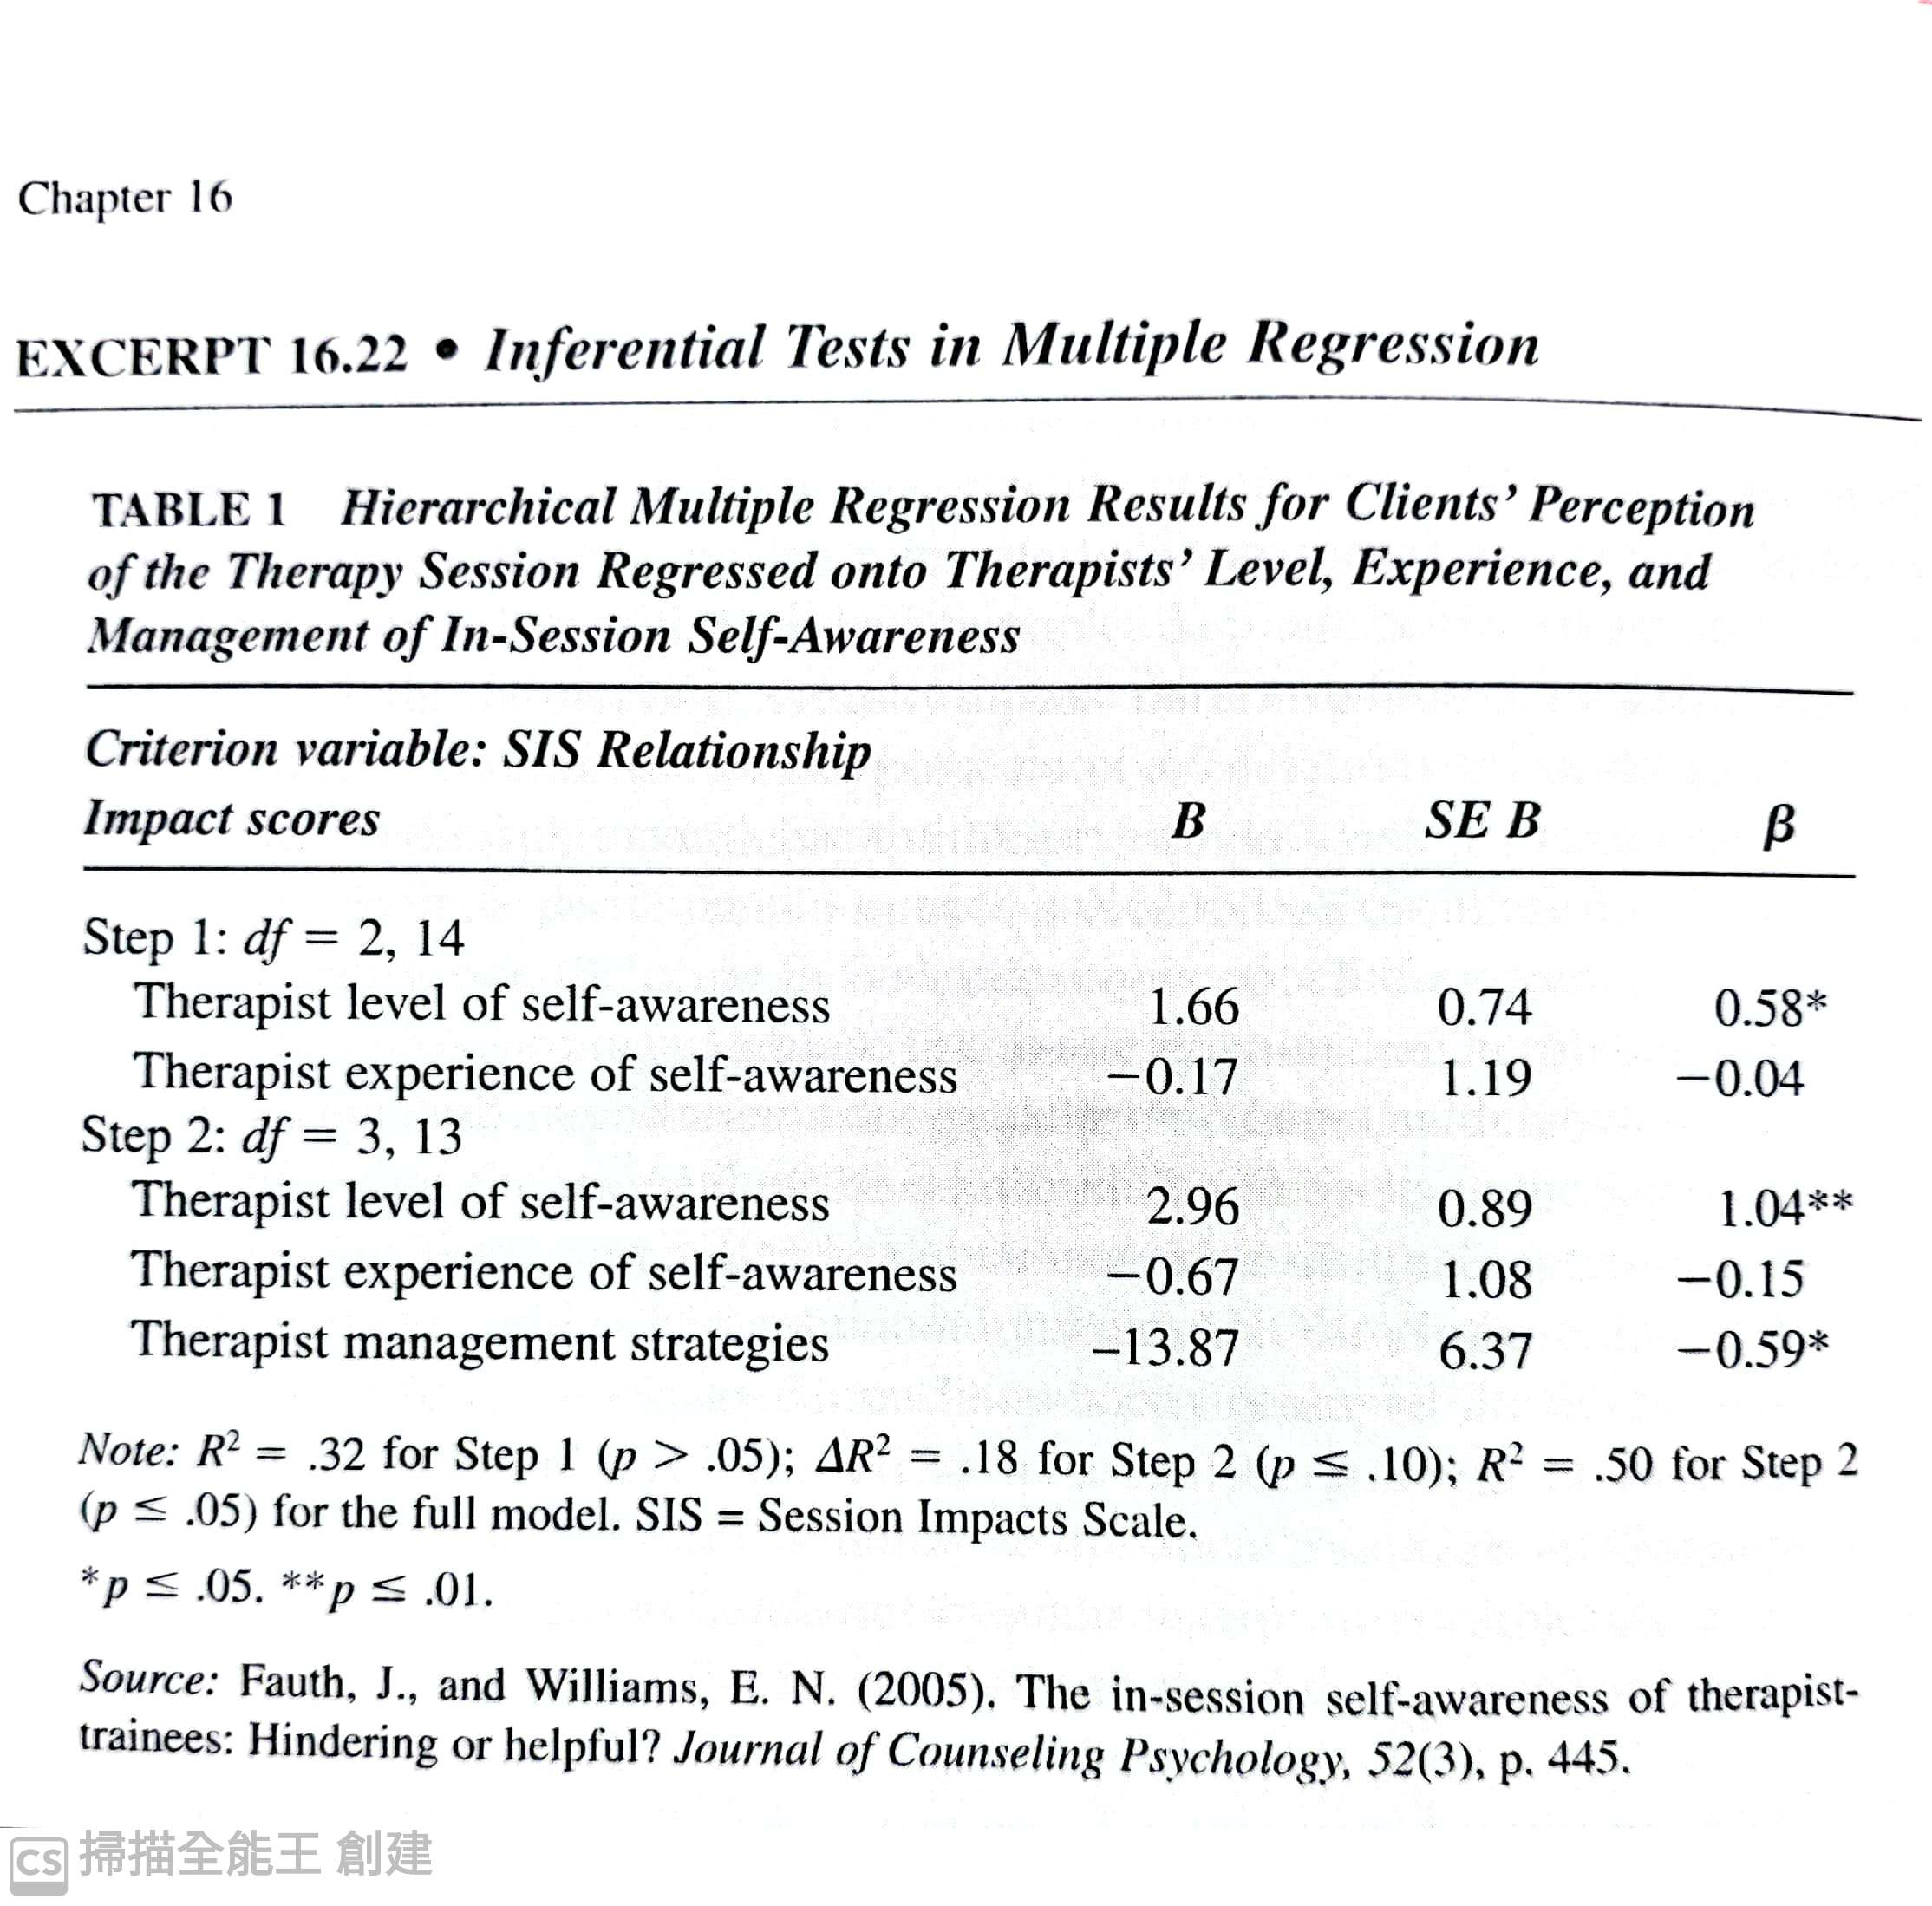 Chapter 16
EXCERPT 16.22 • Inferential Tests in Multiple Regression
TABLE 1 Hierarchical Multiple Regression Results for Clients’ Perception
of the Therapy Session Regressed onto Therapists’ Level, Experience, and
Management of In-Session Self-Awareness
Criterion variable: SIS Relationship
Impact scores B SE B β
Step 1: df = 2, 14
Therapist level of self-awareness 1.66 0.74 0.58*
Therapist experience of self-awareness −0.17 1.19 −0.04
Step 2: df = 3, 13
Therapist level of self-awareness 2.96 0.89 1.04**
Therapist experience of self-awareness −0.67 1.08 −0.15
Therapist management strategies −13.87 6.37 −0.59*
Note: R² = .32 for Step 1 (p > .05); ΔR² = .18 for Step 2 (p ≤ .10); R² = .50 for Step 2
(p ≤ .05) for the full model. SIS = Session Impacts Scale.
*p ≤ .05. **p ≤ .01.
Source: Fauth, J., and Williams, E. N. (2005). The in-session self-awareness of therapist-
trainees: Hindering or helpful? Journal of Counseling Psychology, 52(3), p. 445.
CS 掃描全能王 創建